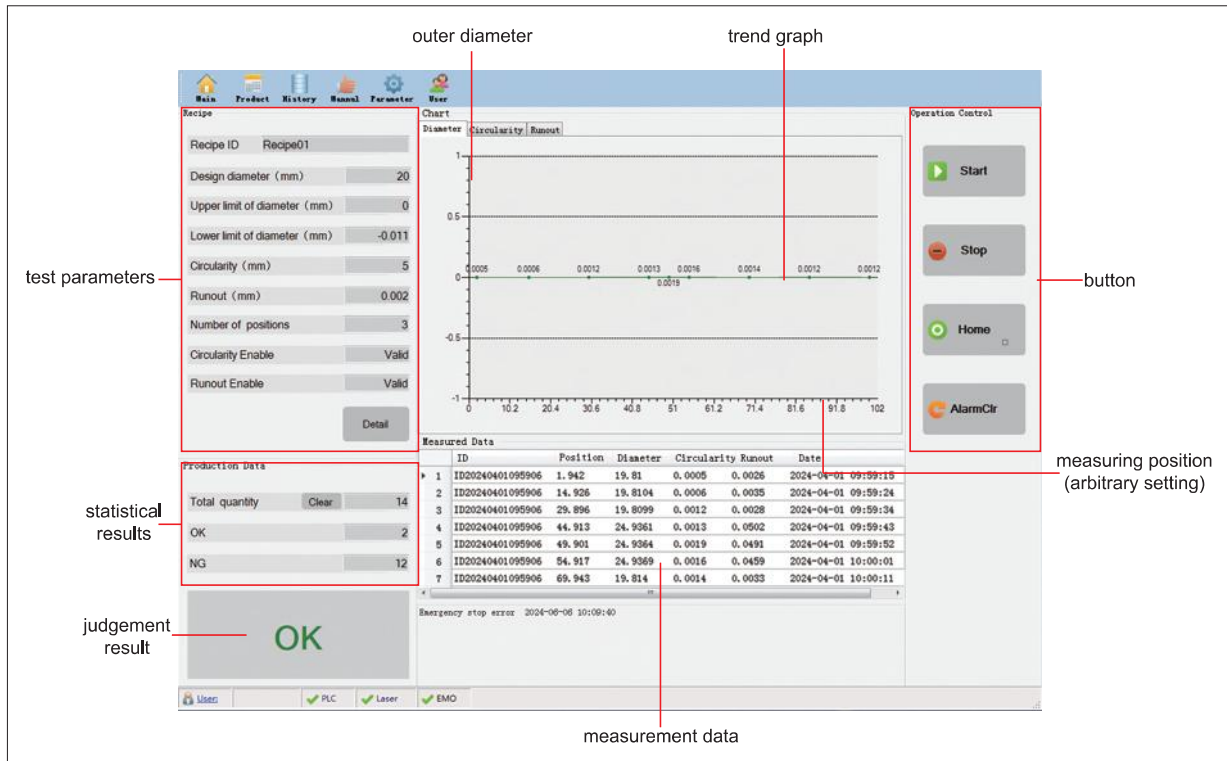 outer diameter
trend graph
Main Product History Manual Parameter User
Recipe
Recipe ID Recipe01
Design diameter (mm) 20
Upper limit of diameter (mm) 0
Lower limit of diameter (mm) -0.011
Circularity (mm) 5
Runout (mm) 0.002
Number of positions 3
Circularity Enable Valid
Runout Enable Valid
Detail
test parameters
Chart
Diameter Circularity Runout
1
0.5
0
-0.5
-1
0.0005 0.0006 0.0012 0.0013 0.0016 0.0014 0.0012 0.0012
0.0019
0 10.2 20.4 30.6 40.8 51 61.2 71.4 81.6 91.8 102
Operation Control
Start
Stop
Home
AlarmClr
button
measuring position
(arbitrary setting)
Production Data
Total quantity Clear 14
OK 2
NG 12
statistical
results
Measured Data
ID Position Diameter Circularity Runout Date
1 ID20240401095906 1.942 19.81 0.0005 0.0026 2024-04-01 09:59:15
2 ID20240401095906 14.926 19.8104 0.0006 0.0035 2024-04-01 09:59:24
3 ID20240401095906 29.896 19.8099 0.0012 0.0028 2024-04-01 09:59:34
4 ID20240401095906 44.913 24.9361 0.0013 0.0502 2024-04-01 09:59:43
5 ID20240401095906 49.901 24.9364 0.0019 0.0491 2024-04-01 09:59:52
6 ID20240401095906 54.917 24.9369 0.0016 0.0459 2024-04-01 10:00:01
7 ID20240401095906 69.943 19.814 0.0014 0.0033 2024-04-01 10:00:11
Emergency stop error 2024-06-06 10:09:40
judgement
result
OK
User: PLC Laser EMO
measurement data